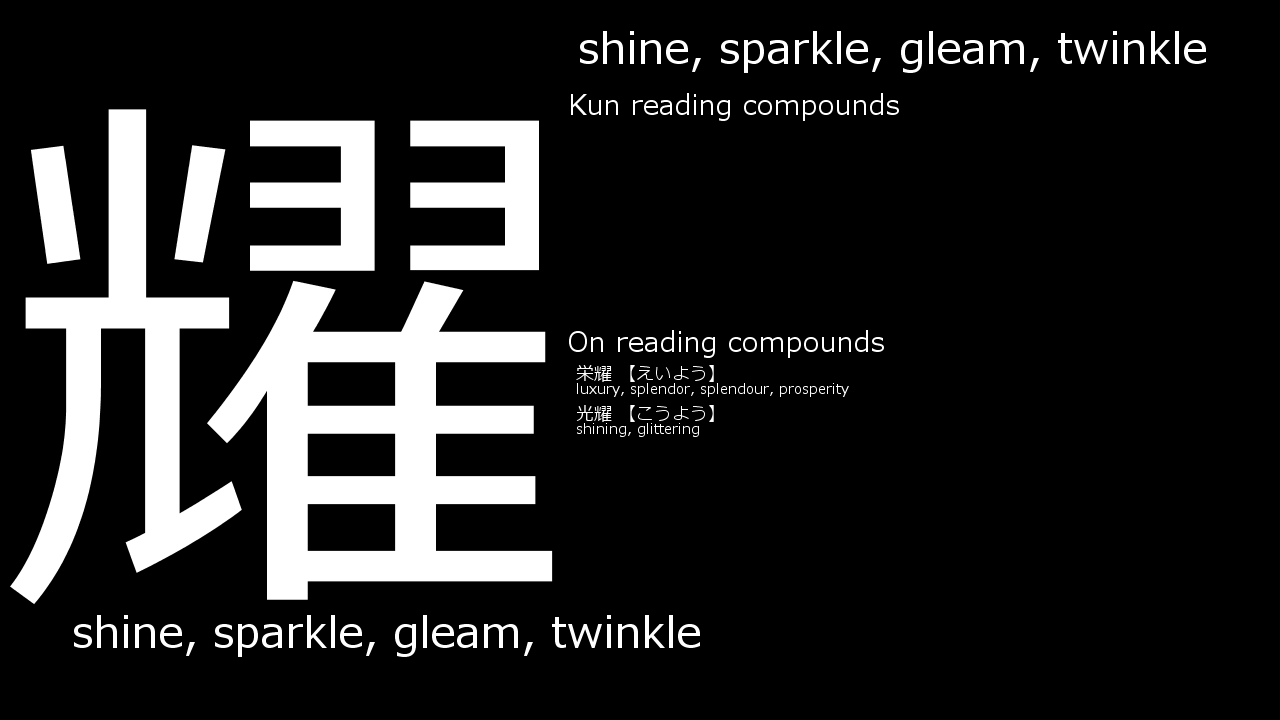 耀
shine, sparkle, gleam, twinkle
Kun reading compounds
On reading compounds
栄耀 【えいよう】
luxury, splendor, splendour, prosperity
光耀 【こうよう】
shining, glittering
shine, sparkle, gleam, twinkle